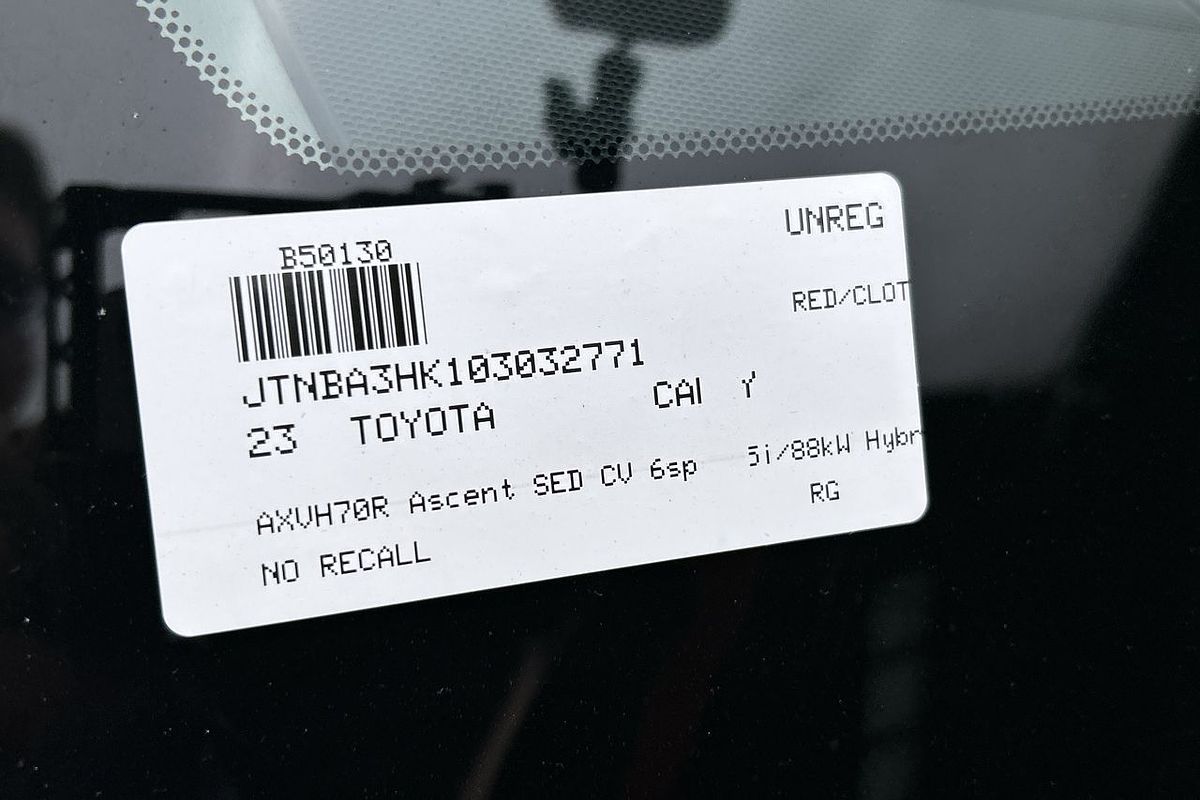 UNREG
B50130
RED/CLOT
JTNBA3HK103032771
23 TOYOTA CAI Y
AXVH70R Ascent SED CV 6sp 5i/88kW Hybr
RG
NO RECALL